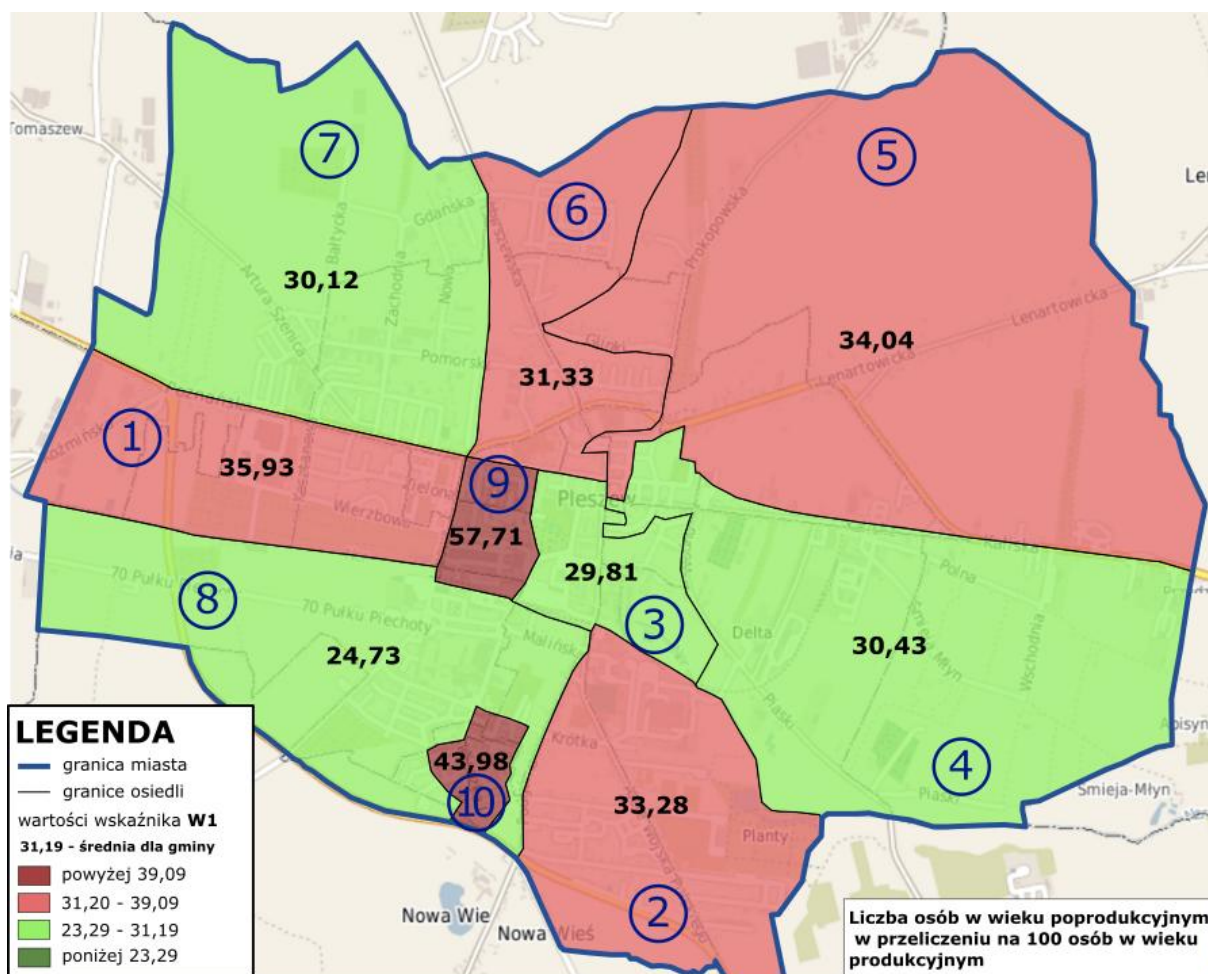 Tomaszew
7
5
6
Gdańska
Bałtycka
Nowa
Zachodnia
Artura Szenica
Prokopowska
30,12
Lenartowicka
34,04
Glinki
Pomorsk
31,33
Lenartowicka
1
Koźmińsk
35,93
Zielona
Wierzbowa
9
57,71
Pleszew
29,81
Kaliska
Polna
8
70 Pułku
70 Pułku Piechoty
24,73
Malińska
3
Delta
30,43
Wschodnia
Piaski
43,98
10
Krótka
33,28
Planty
4
Piaski
Śmieja-Młyn
2
Nowa Wie
Nowa Wieś
LEGENDA
granica miasta
granice osiedli
wartości wskaźnika W1
31,19 - średnia dla gminy
powyżej 39,09
31,20 - 39,09
23,29 - 31,19
poniżej 23,29
Liczba osób w wieku poprodukcyjnym
w przeliczeniu na 100 osób w wieku
produkcyjnym